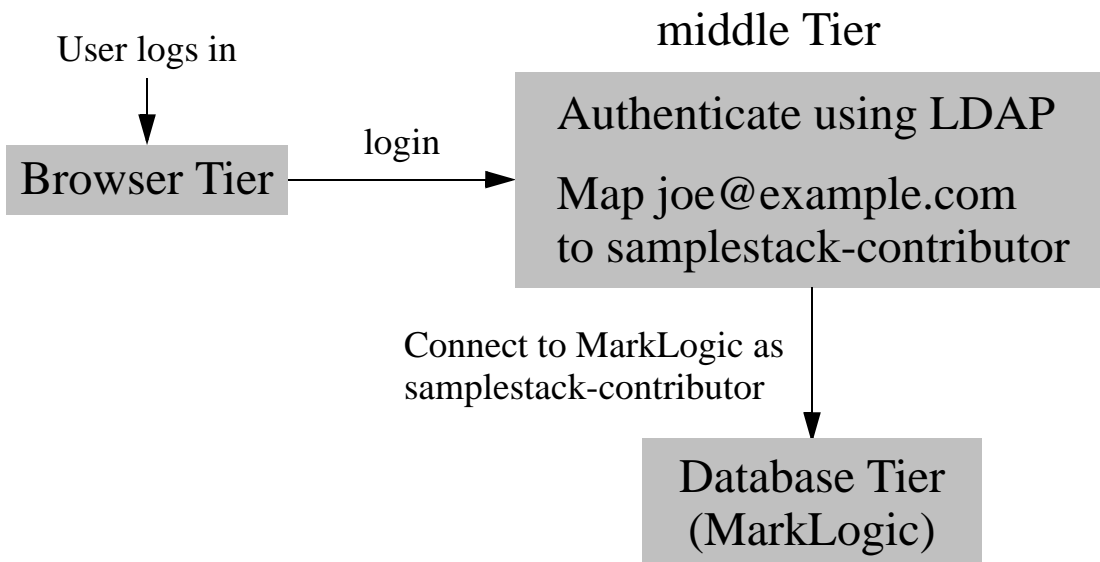 User logs in
Browser Tier
login
middle Tier
Authenticate using LDAP
Map joe@example.com
to samplestack-contributor
Connect to MarkLogic as
samplestack-contributor
Database Tier
(MarkLogic)